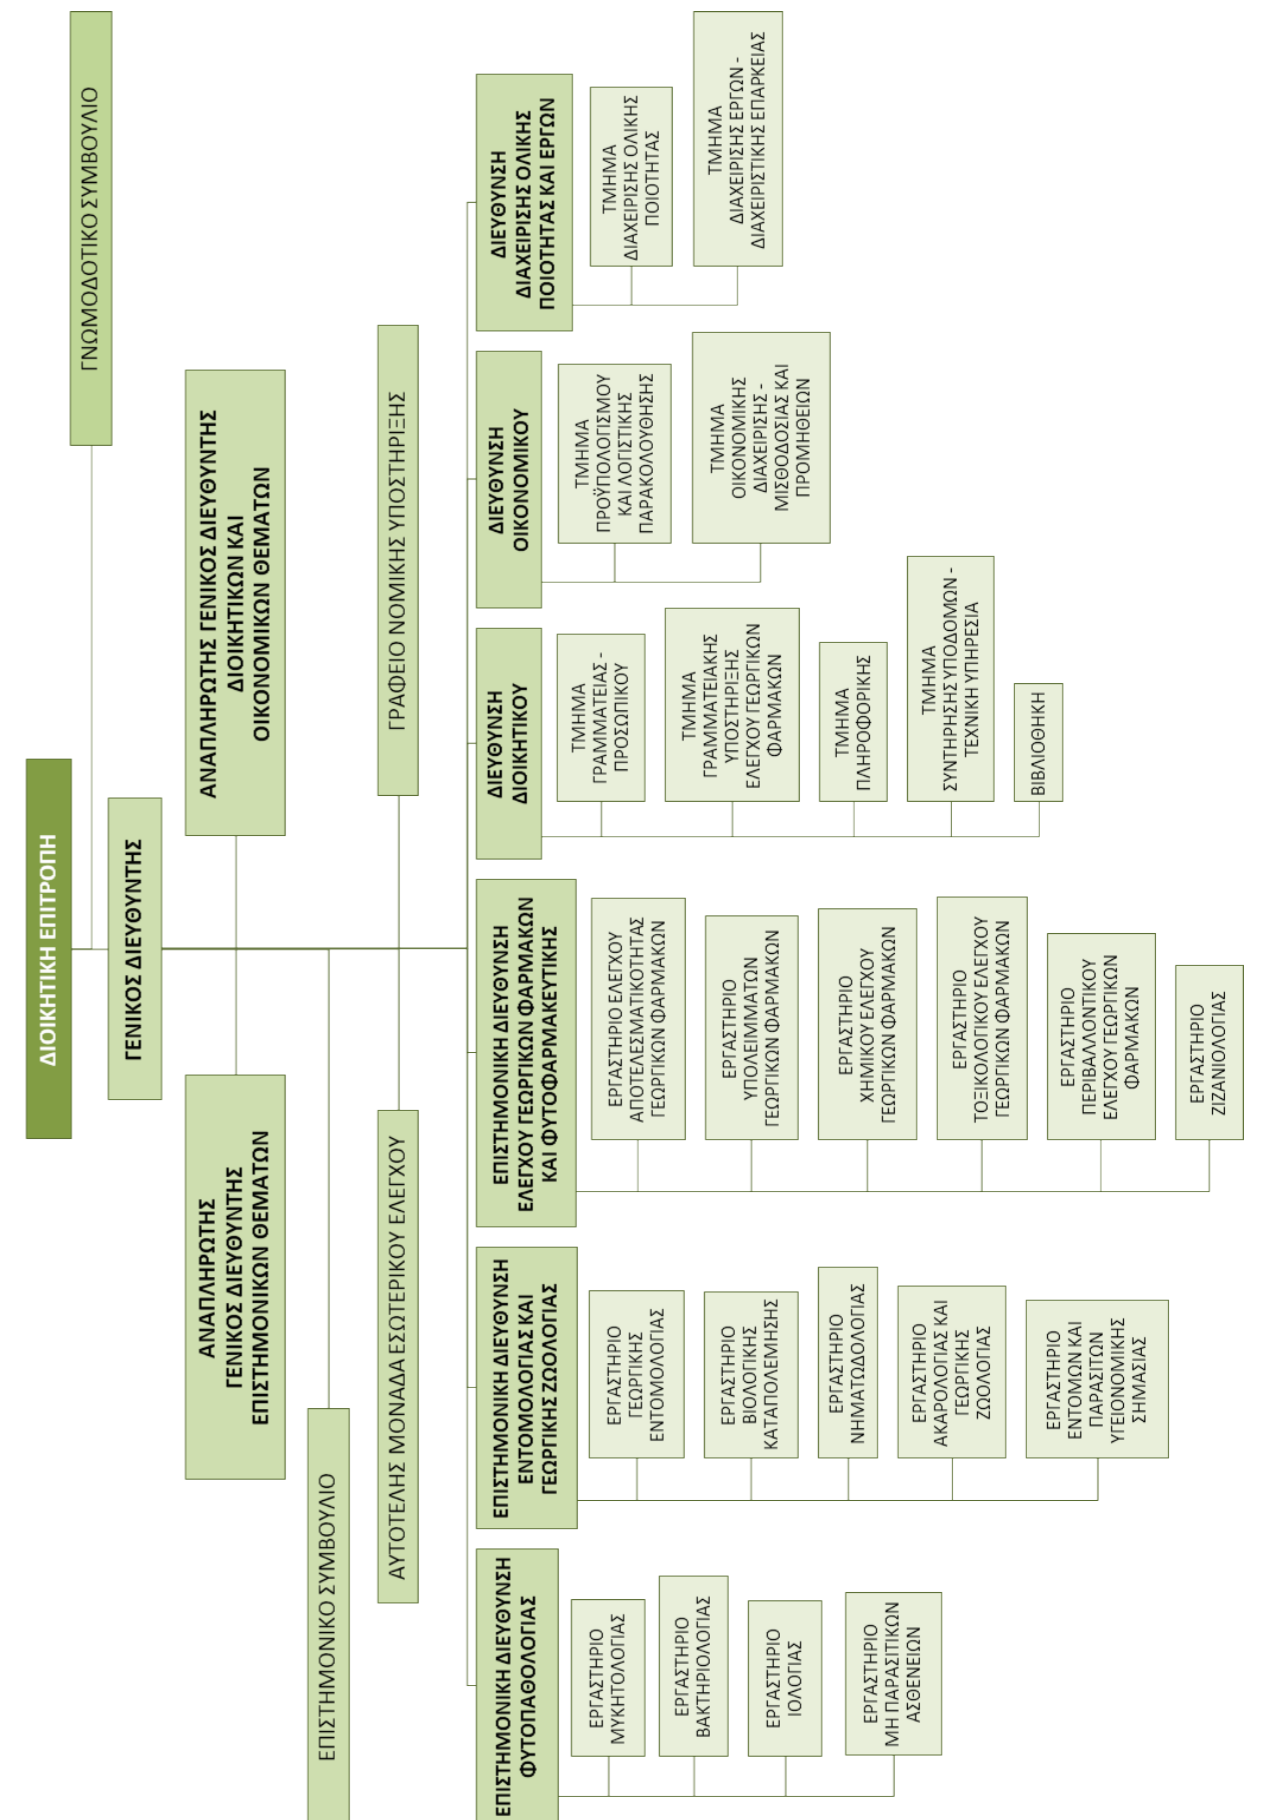 ΔΙΟΙΚΗΤΙΚΗ ΕΠΙΤΡΟΠΗ
ΓΝΩΜΟΔΟΤΙΚΟ ΣΥΜΒΟΥΛΙΟ
ΓΕΝΙΚΟΣ ΔΙΕΥΘΥΝΤΗΣ
ΑΝΑΠΛΗΡΩΤΗΣ
ΓΕΝΙΚΟΣ ΔΙΕΥΘΥΝΤΗΣ
ΕΠΙΣΤΗΜΟΝΙΚΩΝ ΘΕΜΑΤΩΝ
ΑΝΑΠΛΗΡΩΤΗΣ ΓΕΝΙΚΟΣ ΔΙΕΥΘΥΝΤΗΣ
ΔΙΟΙΚΗΤΙΚΩΝ ΚΑΙ
ΟΙΚΟΝΟΜΙΚΩΝ ΘΕΜΑΤΩΝ
ΕΠΙΣΤΗΜΟΝΙΚΟ ΣΥΜΒΟΥΛΙΟ
ΑΥΤΟΤΕΛΗΣ ΜΟΝΑΔΑ ΕΣΩΤΕΡΙΚΟΥ ΕΛΕΓΧΟΥ
ΓΡΑΦΕΙΟ ΝΟΜΙΚΗΣ ΥΠΟΣΤΗΡΙΞΗΣ
ΕΠΙΣΤΗΜΟΝΙΚΗ ΔΙΕΥΘΥΝΣΗ
ΦΥΤΟΠΑΘΟΛΟΓΙΑΣ
ΕΡΓΑΣΤΗΡΙΟ
ΜΥΚΗΤΟΛΟΓΙΑΣ
ΕΡΓΑΣΤΗΡΙΟ
ΒΑΚΤΗΡΙΟΛΟΓΙΑΣ
ΕΡΓΑΣΤΗΡΙΟ
ΙΟΛΟΓΙΑΣ
ΕΡΓΑΣΤΗΡΙΟ
ΜΗ ΠΑΡΑΣΙΤΙΚΩΝ
ΑΣΘΕΝΕΙΩΝ
ΕΠΙΣΤΗΜΟΝΙΚΗ ΔΙΕΥΘΥΝΣΗ
ΕΝΤΟΜΟΛΟΓΙΑΣ ΚΑΙ
ΓΕΩΡΓΙΚΗΣ ΖΩΟΛΟΓΙΑΣ
ΕΡΓΑΣΤΗΡΙΟ
ΓΕΩΡΓΙΚΗΣ
ΕΝΤΟΜΟΛΟΓΙΑΣ
ΕΡΓΑΣΤΗΡΙΟ
ΒΙΟΛΟΓΙΚΗΣ
ΚΑΤΑΠΟΛΕΜΗΣΗΣ
ΕΡΓΑΣΤΗΡΙΟ
ΝΗΜΑΤΩΔΟΛΟΓΙΑΣ
ΕΡΓΑΣΤΗΡΙΟ
ΑΚΑΡΟΛΟΓΙΑΣ ΚΑΙ
ΓΕΩΡΓΙΚΗΣ
ΖΩΟΛΟΓΙΑΣ
ΕΡΓΑΣΤΗΡΙΟ
ΕΝΤΟΜΩΝ ΚΑΙ
ΠΑΡΑΣΙΤΩΝ
ΥΓΕΙΟΝΟΜΙΚΗΣ
ΣΗΜΑΣΙΑΣ
ΕΠΙΣΤΗΜΟΝΙΚΗ ΔΙΕΥΘΥΝΣΗ
ΕΛΕΓΧΟΥ ΓΕΩΡΓΙΚΩΝ ΦΑΡΜΑΚΩΝ
ΚΑΙ ΦΥΤΟΦΑΡΜΑΚΕΥΤΙΚΗΣ
ΕΡΓΑΣΤΗΡΙΟ ΕΛΕΓΧΟΥ
ΑΠΟΤΕΛΕΣΜΑΤΙΚΟΤΗΤΑΣ
ΓΕΩΡΓΙΚΩΝ ΦΑΡΜΑΚΩΝ
ΕΡΓΑΣΤΗΡΙΟ
ΥΠΟΛΕΙΜΜΑΤΩΝ
ΓΕΩΡΓΙΚΩΝ ΦΑΡΜΑΚΩΝ
ΕΡΓΑΣΤΗΡΙΟ
ΧΗΜΙΚΟΥ ΕΛΕΓΧΟΥ
ΓΕΩΡΓΙΚΩΝ ΦΑΡΜΑΚΩΝ
ΕΡΓΑΣΤΗΡΙΟ
ΤΟΞΙΚΟΛΟΓΙΚΟΥ ΕΛΕΓΧΟΥ
ΓΕΩΡΓΙΚΩΝ ΦΑΡΜΑΚΩΝ
ΕΡΓΑΣΤΗΡΙΟ
ΠΕΡΙΒΑΛΛΟΝΤΙΚΟΥ
ΕΛΕΓΧΟΥ ΓΕΩΡΓΙΚΩΝ
ΦΑΡΜΑΚΩΝ
ΕΡΓΑΣΤΗΡΙΟ
ΖΙΖΑΝΙΟΛΟΓΙΑΣ
ΔΙΕΥΘΥΝΣΗ
ΔΙΟΙΚΗΤΙΚΟΥ
ΤΜΗΜΑ
ΓΡΑΜΜΑΤΕΙΑΣ -
ΠΡΟΣΩΠΙΚΟΥ
ΤΜΗΜΑ
ΓΡΑΜΜΑΤΕΙΑΚΗΣ
ΥΠΟΣΤΗΡΙΞΗΣ
ΕΛΕΓΧΟΥ ΓΕΩΡΓΙΚΩΝ
ΦΑΡΜΑΚΩΝ
ΤΜΗΜΑ
ΠΛΗΡΟΦΟΡΙΚΗΣ
ΤΜΗΜΑ
ΣΥΝΤΗΡΗΣΗΣ ΥΠΟΔΟΜΩΝ -
ΤΕΧΝΙΚΗ ΥΠΗΡΕΣΙΑ
ΒΙΒΛΙΟΘΗΚΗ
ΔΙΕΥΘΥΝΣΗ
ΟΙΚΟΝΟΜΙΚΟΥ
ΤΜΗΜΑ
ΠΡΟΫΠΟΛΟΓΙΣΜΟΥ
ΚΑΙ ΛΟΓΙΣΤΙΚΗΣ
ΠΑΡΑΚΟΛΟΥΘΗΣΗΣ
ΤΜΗΜΑ
ΟΙΚΟΝΟΜΙΚΗΣ
ΔΙΑΧΕΙΡΙΣΗΣ -
ΜΙΣΘΟΔΟΣΙΑΣ ΚΑΙ
ΠΡΟΜΗΘΕΙΩΝ
ΔΙΕΥΘΥΝΣΗ
ΔΙΑΧΕΙΡΙΣΗΣ ΟΛΙΚΗΣ
ΠΟΙΟΤΗΤΑΣ ΚΑΙ ΕΡΓΩΝ
ΤΜΗΜΑ
ΔΙΑΧΕΙΡΙΣΗΣ ΟΛΙΚΗΣ
ΠΟΙΟΤΗΤΑΣ
ΤΜΗΜΑ
ΔΙΑΧΕΙΡΙΣΗΣ ΕΡΓΩΝ -
ΔΙΑΧΕΙΡΙΣΤΙΚΗΣ ΕΠΑΡΚΕΙΑΣ